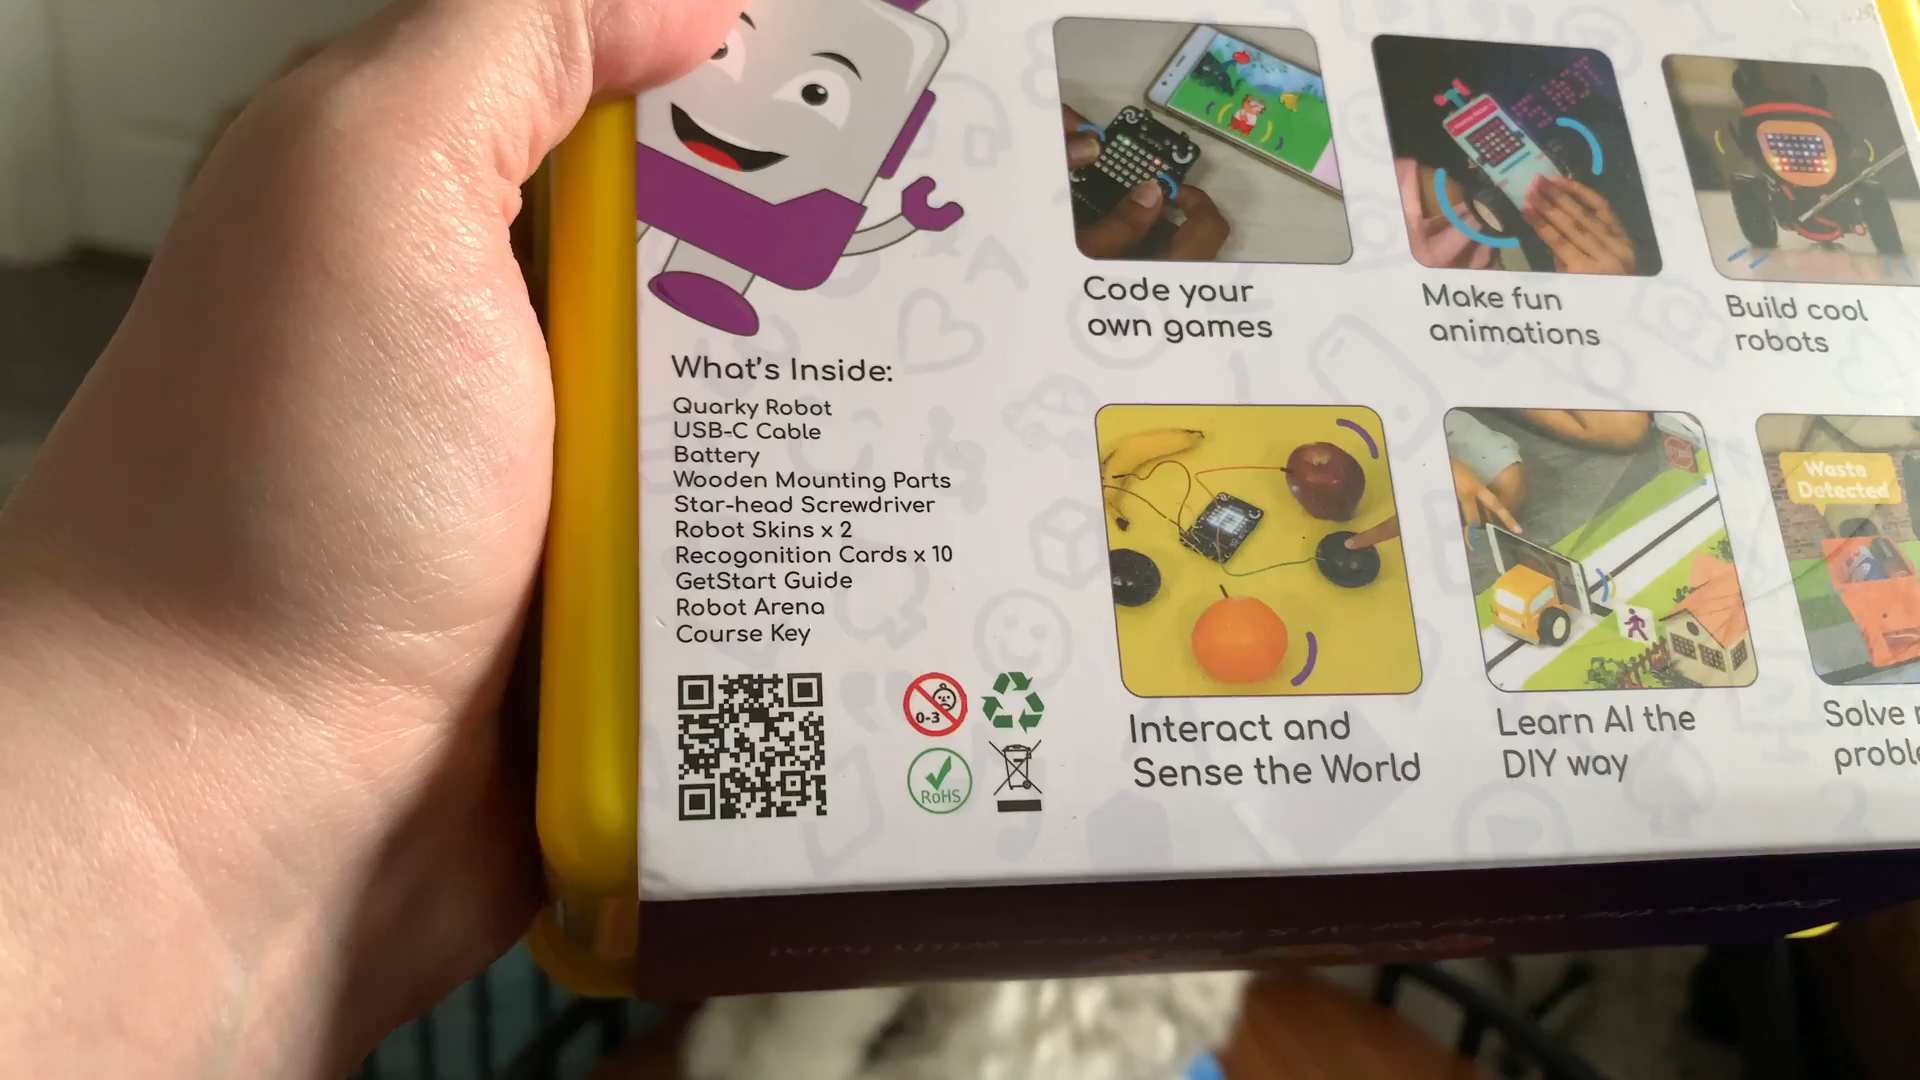 Code your
own games
Make fun
animations
Build cool
robots
What's Inside:
Quarky Robot
USB-C Cable
Battery
Wooden Mounting Parts
Star-head Screwdriver
Robot Skins x 2
Recogonition Cards x 10
GetStart Guide
Robot Arena
Course Key
0-3
RoHS
Interact and
Sense the World
Learn AI the
DIY way
Waste
Detected
Solve